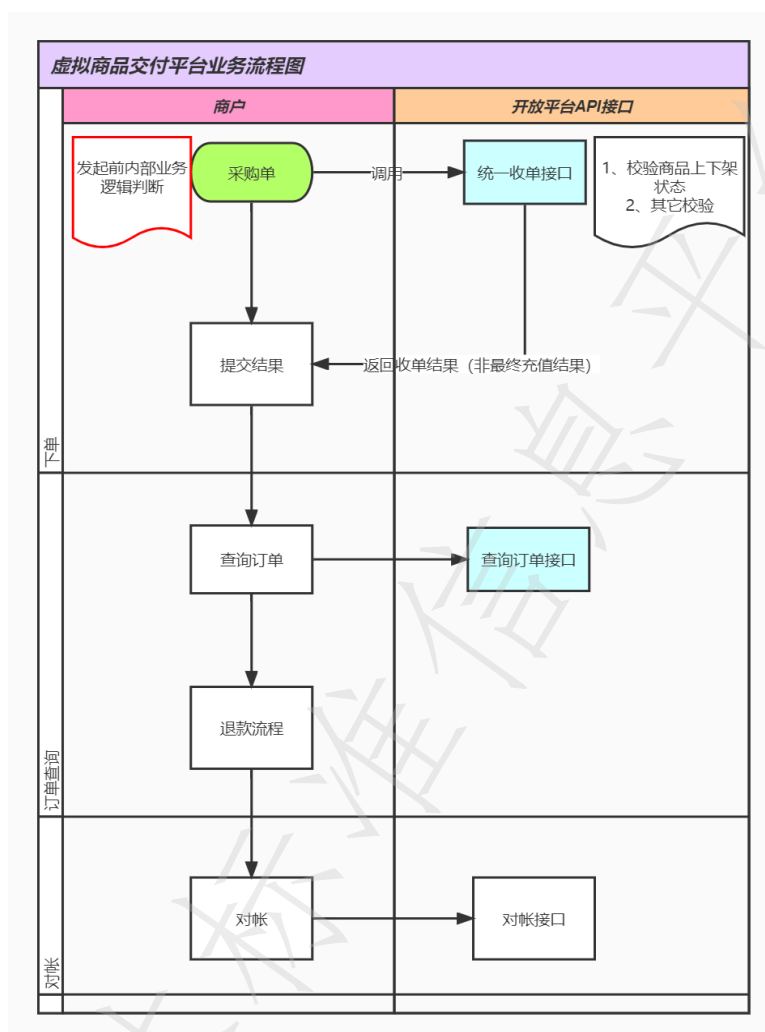 虚拟商品交付平台业务流程图
商户
开放平台API接口
发起前内部业务
逻辑判断
采购单
调用
统一收单接口
1、校验商品上下架
状态
2、其它校验
提交结果
返回收单结果（非最终充值结果）
下单
查询订单
查询订单接口
退款流程
订单查询
对帐
对帐接口
对帐
标准信息平